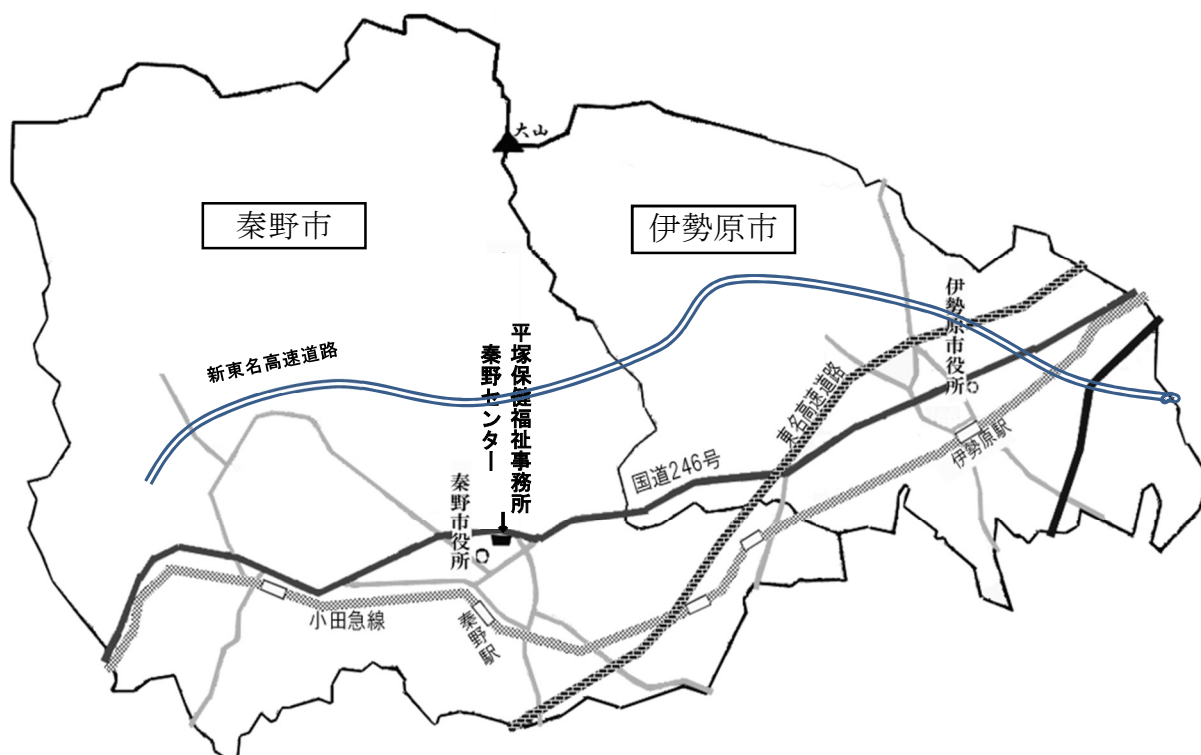 大山
秦野市
伊勢原市
新東名高速道路
平塚保健福祉事務所
秦野センター
伊勢原市役所
東名高速道路
伊勢原駅
国道246号
秦野市役所
小田急線
秦野駅